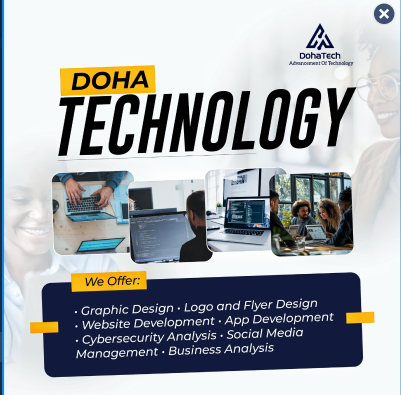 DohaTech
Advancement Of Technology
DOHA
TECHNOLOGY
We Offer:
• Graphic Design • Logo and Flyer Design
• Website Development • App Development
• Cybersecurity Analysis • Social Media
Management • Business Analysis